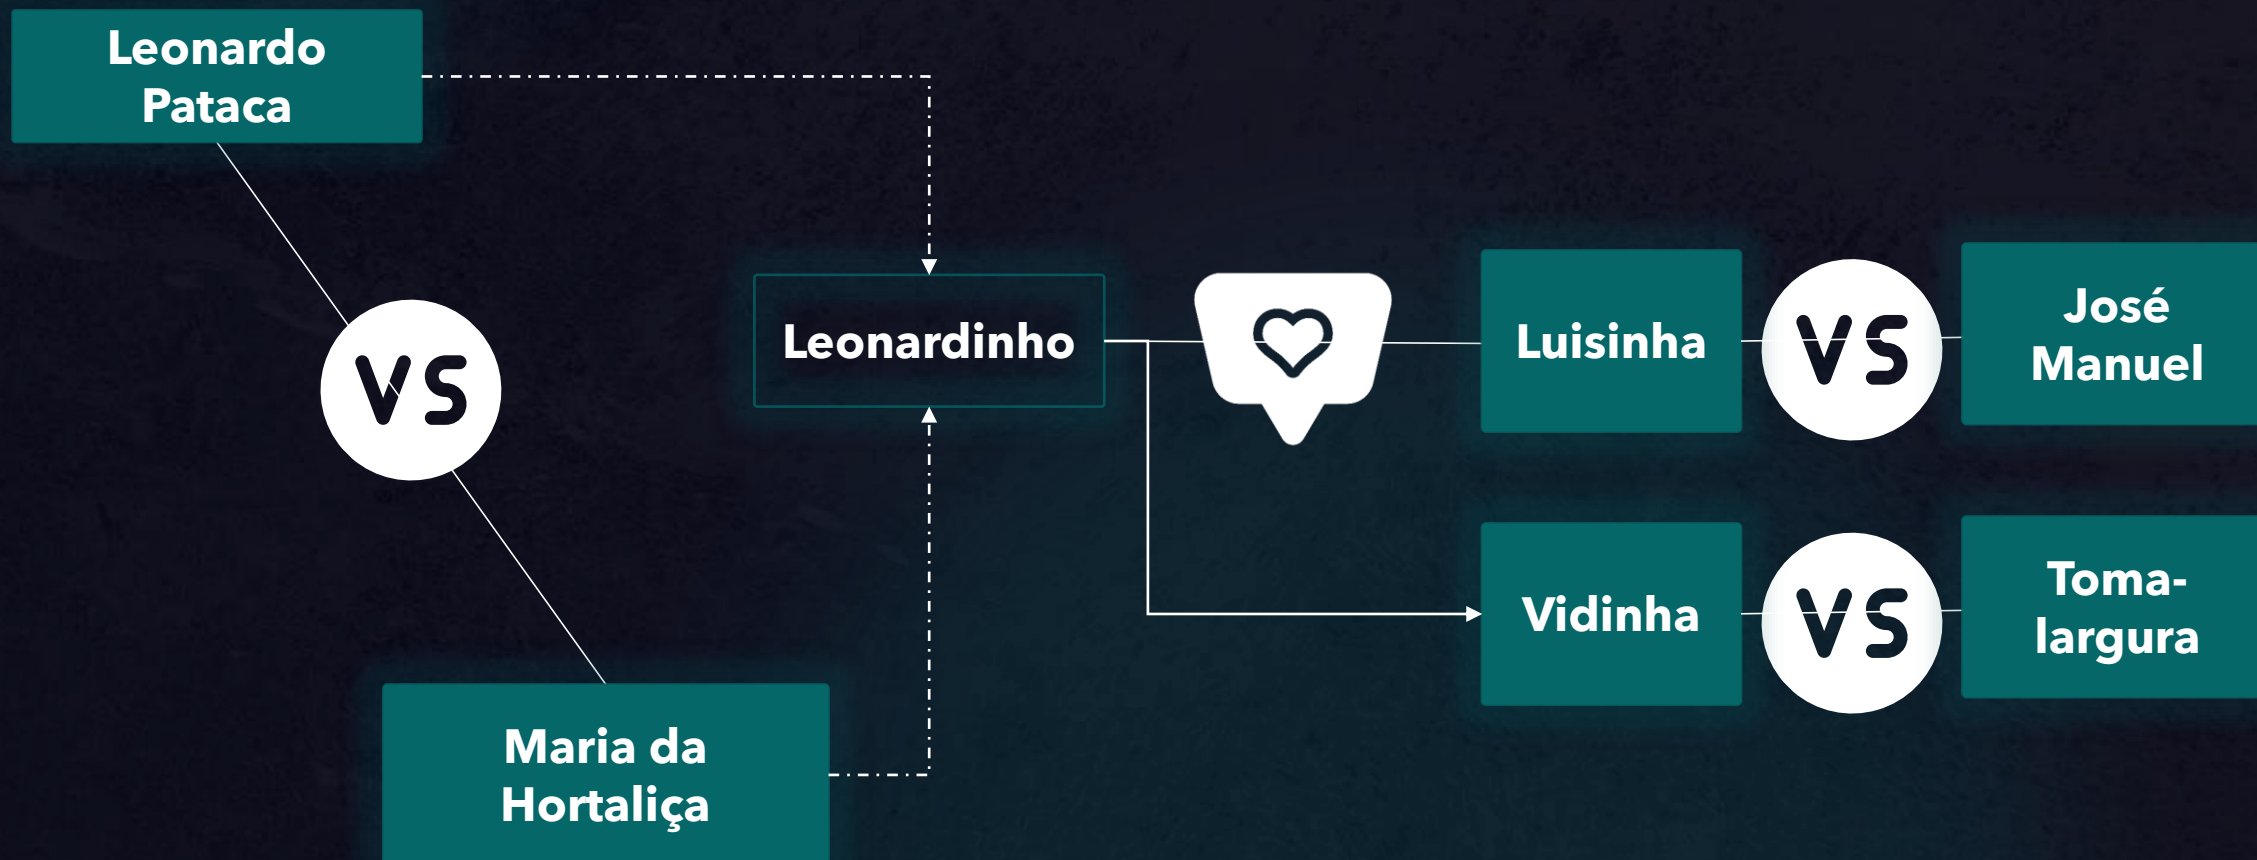 Leonardo
Pataca
VS
Leonardinho
Luisinha
VS
José
Manuel
Vidinha
VS
Toma-
largura
Maria da
Hortaliça